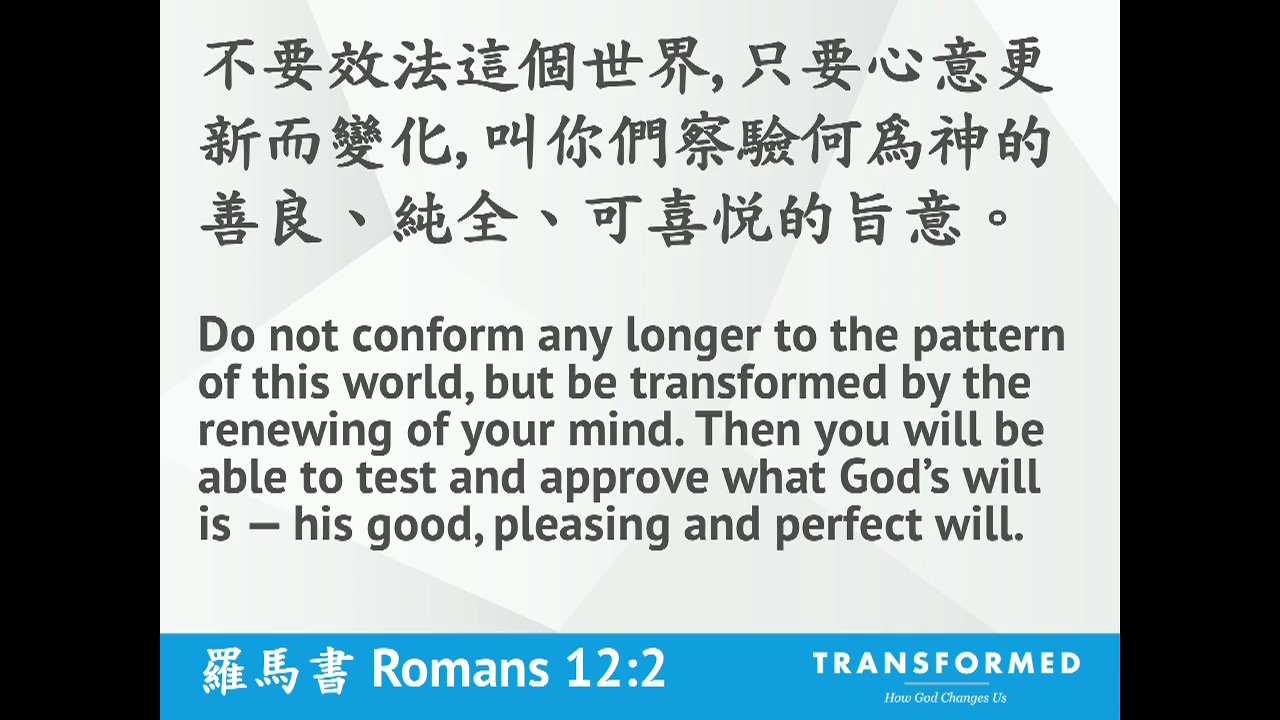 不要效法這個世界, 只要心意更
新而變化, 叫你們察驗何爲神的
善良、純全、可喜悦的旨意。
Do not conform any longer to the pattern
of this world, but be transformed by the
renewing of your mind. Then you will be
able to test and approve what God’s will
is — his good, pleasing and perfect will.
羅馬書 Romans 12:2
TRANSFORMED
How God Changes Us